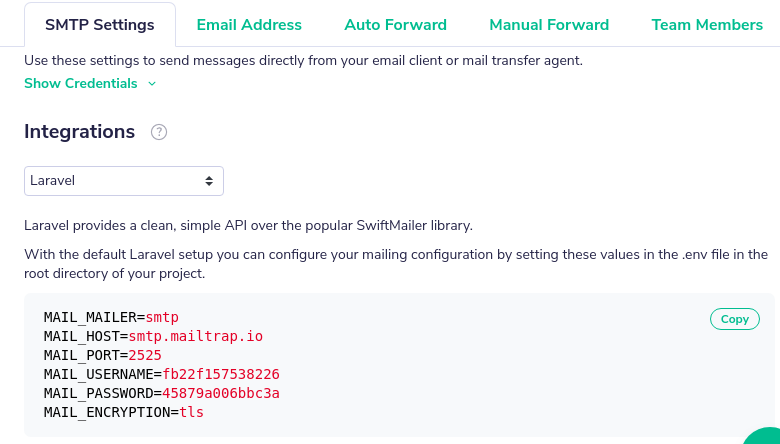 SMTP Settings Email Address Auto Forward Manual Forward Team Members
Use these settings to send messages directly from your email client or mail transfer agent.
Show Credentials
Integrations ?
Laravel
Laravel provides a clean, simple API over the popular SwiftMailer library.
With the default Laravel setup you can configure your mailing configuration by setting these values in the .env file in the
root directory of your project.
MAIL_MAILER=smtp
Copy
MAIL_HOST=smtp.mailtrap.io
MAIL_PORT=2525
MAIL_USERNAME=fb22f157538226
MAIL_PASSWORD=45879a006bbc3a
MAIL_ENCRYPTION=tls